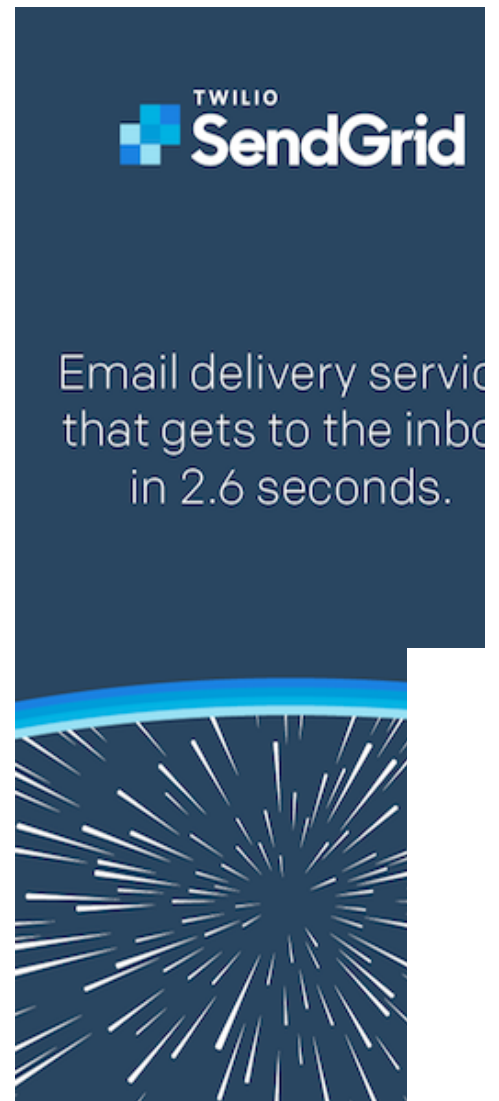 TWILIO
SendGrid
Email delivery servic
that gets to the inbo
in 2.6 seconds.